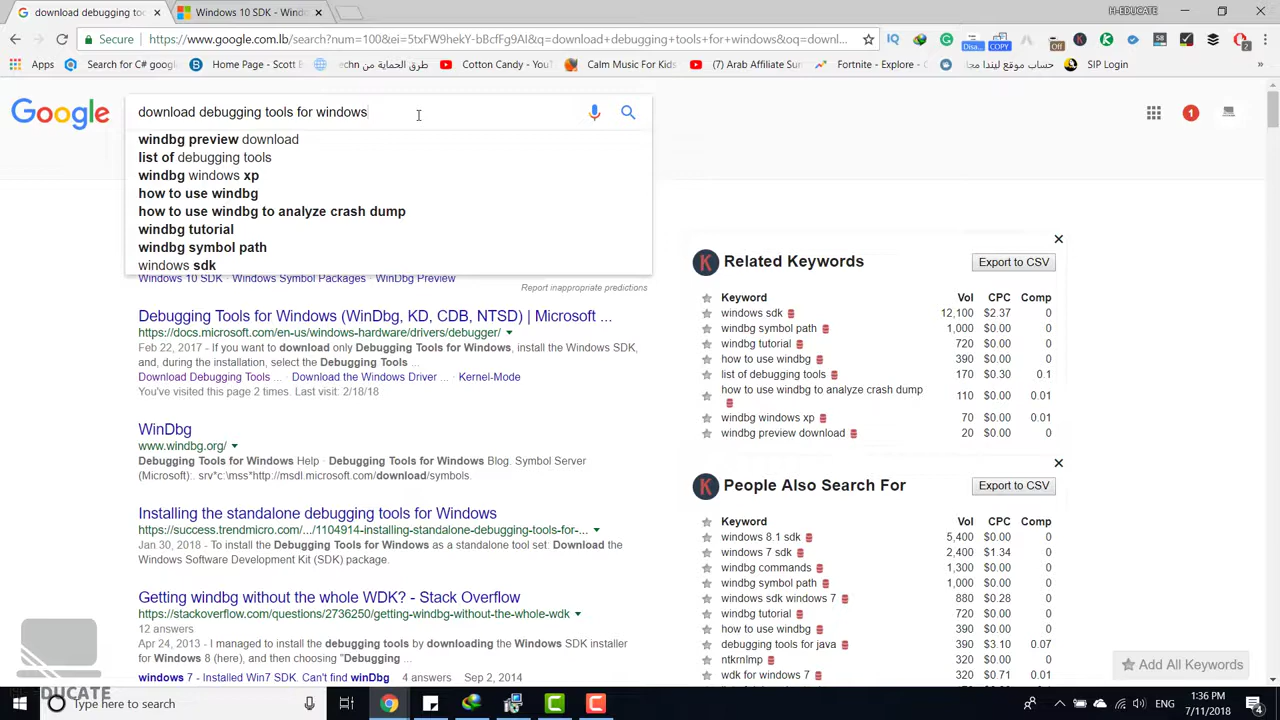 download debugging too
Windows 10 SDK - Windo
H-EDUCATE
Secure
https://www.google.com.lb/search?num=100&ei=5txFW9hekY-bBcfFg9AI&q=download+debugging+tools+for+windows&oq=downl...
Apps
Search for C# googl
Home Page - Scott
طرق الحماية من techn
Cotton Candy - YouT
Calm Music For Kids
(7) Arab Affiliate Sum
Fortnite - Explore - C
موقع حساب ليندا مجا
SIP Login
Google
download debugging tools for windows
1
windbg preview download
list of debugging tools
windbg windows xp
how to use windbg
how to use windbg to analyze crash dump
windbg tutorial
windbg symbol path
windows sdk
Windows 10 SDK · Windows Symbol Packages · WinDbg Preview
Report inappropriate predictions
Debugging Tools for Windows (WinDbg, KD, CDB, NTSD) | Microsoft ...
https://docs.microsoft.com/en-us/windows-hardware/drivers/debugger/
Feb 22, 2017 - If you want to download only Debugging Tools for Windows, install the Windows SDK,
and, during the installation, select the Debugging Tools ...
Download Debugging Tools ... · Download the Windows Driver ... · Kernel-Mode
You've visited this page 2 times. Last visit: 2/18/18
WinDbg
www.windbg.org/
Debugging Tools for Windows Help · Debugging Tools for Windows Blog. Symbol Server
(Microsoft):. srv*c:\mss*http://msdl.microsoft.com/download/symbols.
Installing the standalone debugging tools for Windows
https://success.trendmicro.com/.../1104914-installing-standalone-debugging-tools-for-...
Jan 30, 2018 - To install the Debugging Tools for Windows as a standalone tool set: Download the
Windows Software Development Kit (SDK) package.
Getting windbg without the whole WDK? - Stack Overflow
https://stackoverflow.com/questions/2736250/getting-windbg-without-the-whole-wdk
12 answers
Apr 24, 2013 - I managed to install the debugging tools by downloading the Windows SDK installer
for Windows 8 (here), and then choosing "Debugging ...
windows 7 - Installed Win7 SDK. Can't find winDbg 4 answers Sep 2, 2014
Related Keywords
Export to CSV
Keyword Vol CPC Comp
windows sdk 12,100 $2.37 0
windbg symbol path 1,000 $0.00 0
windbg tutorial 720 $0.00 0
how to use windbg 390 $0.00 0
list of debugging tools 170 $0.30 0.1
how to use windbg to analyze crash dump 110 $0.00 0.01
windbg windows xp 70 $0.00 0.01
windbg preview download 20 $0.00 0
People Also Search For
Export to CSV
Keyword Vol CPC Comp
windows 8.1 sdk 5,400 $0.00 0
windows 7 sdk 2,400 $1.34 0
windbg commands 1,300 $0.00 0
windbg symbol path 1,000 $0.00 0
windows sdk windows 7 880 $0.28 0
windbg tutorial 720 $0.00 0
how to use windbg 390 $0.00 0
debugging tools for java 390 $3.10 0.07
ntkrnlmp 320 $0.00 0
wdk for windows 7 320 $0.71 0.01
Add All Keywords
DUCATE
Type here to search
ENG
1:36 PM
7/11/2018